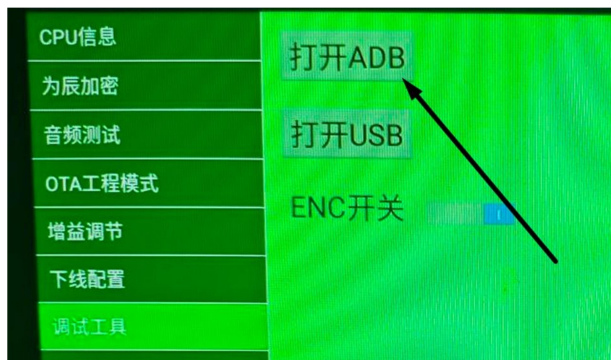 CPU信息
为辰加密
音频测试
OTA工程模式
增益调节
下线配置
调试工具
打开ADB
打开USB
ENC开关